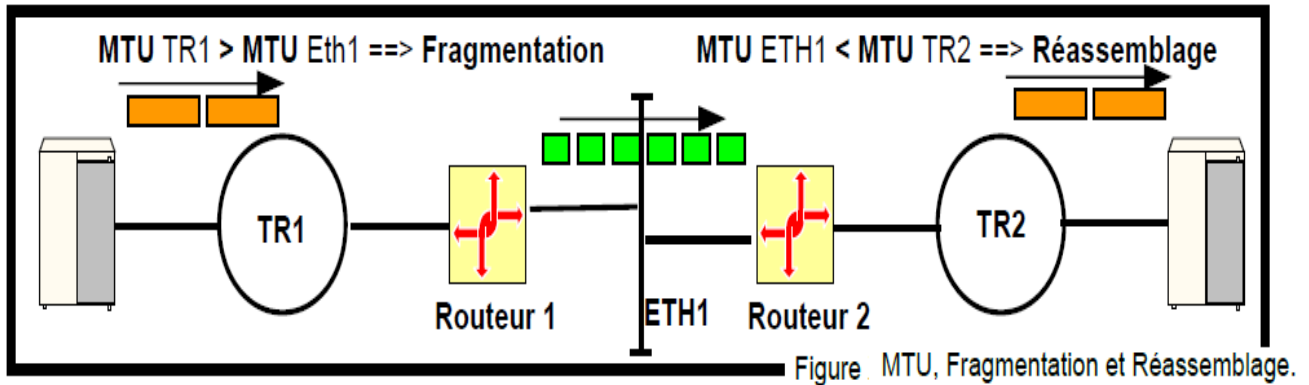 MTU TR1 > MTU Eth1 ==> Fragmentation
MTU ETH1 < MTU TR2 ==> Réassemblage
TR1
TR2
Routeur 1
ETH1
Routeur 2
Figure MTU, Fragmentation et Réassemblage.